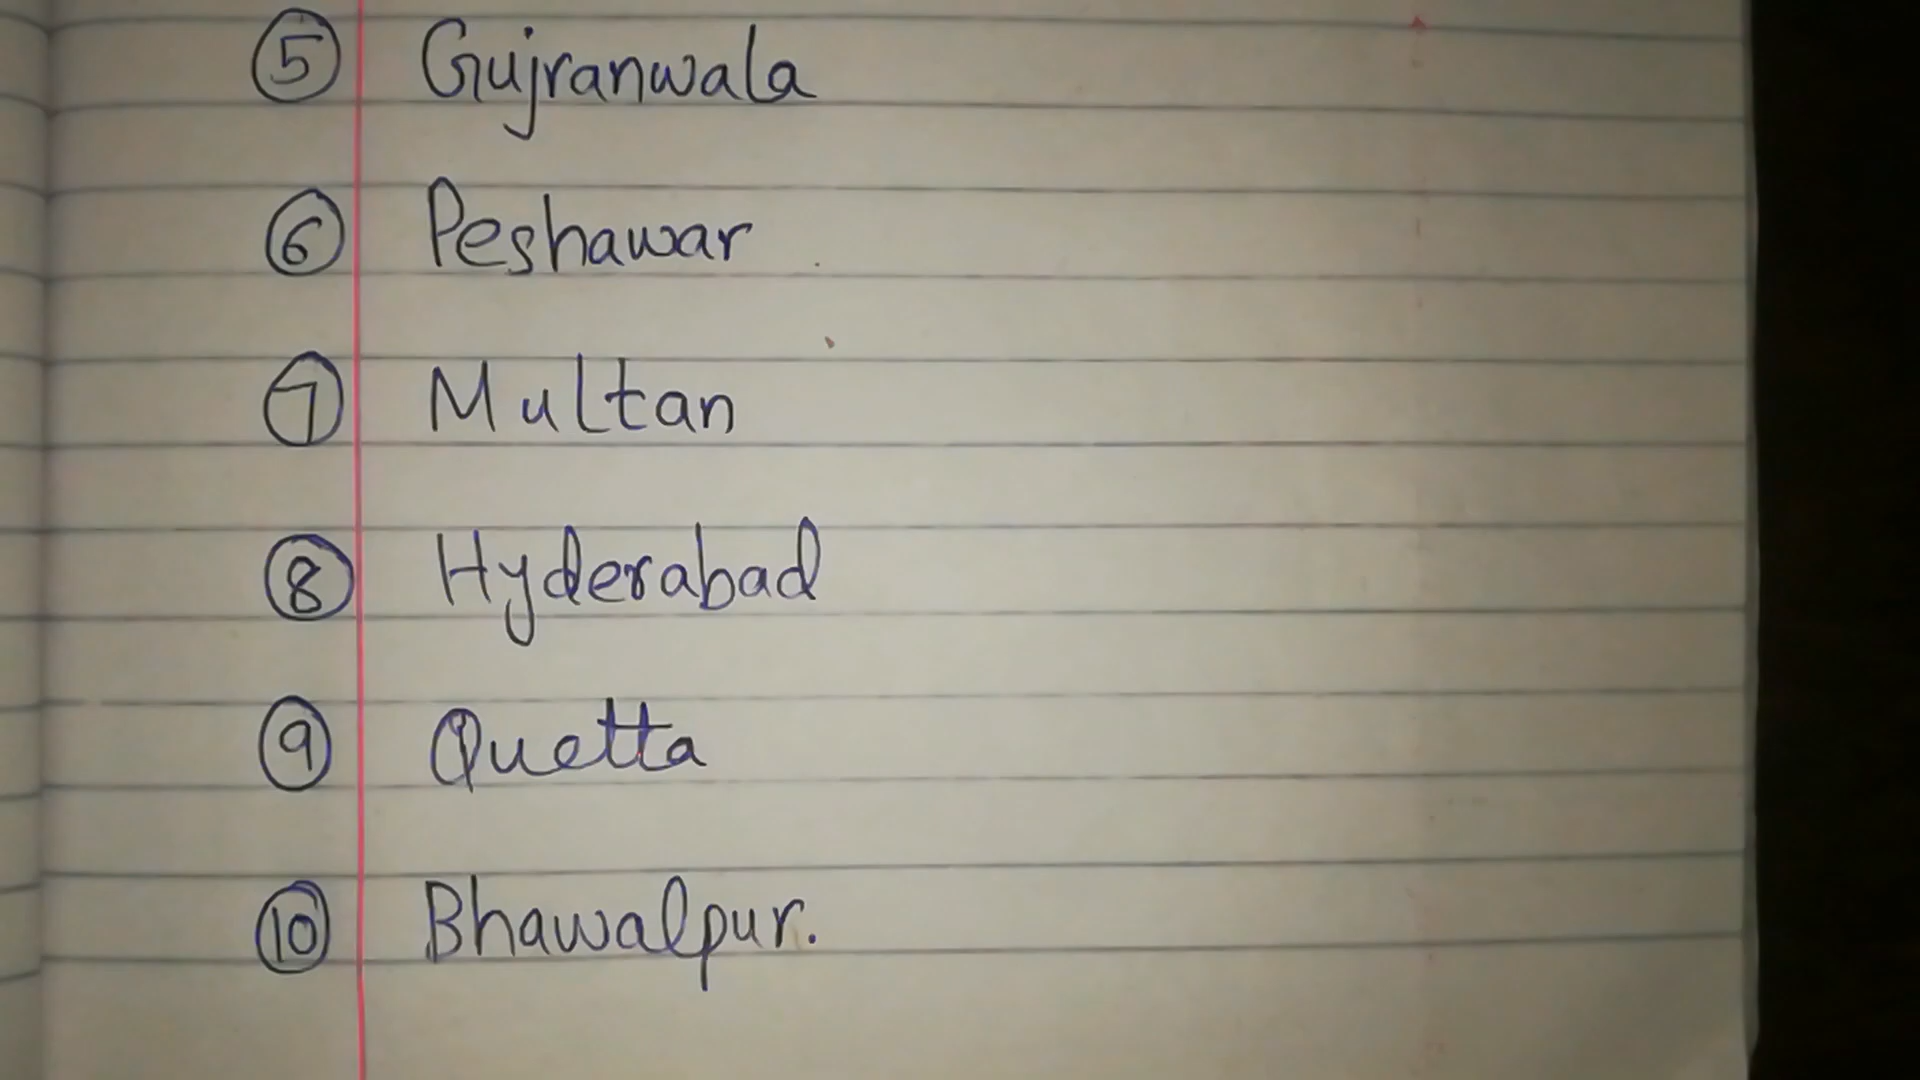 5 Gujranwala
6 Peshawar
7 Multan
8 Hyderabad
9 Quetta
10 Bhawalpur.